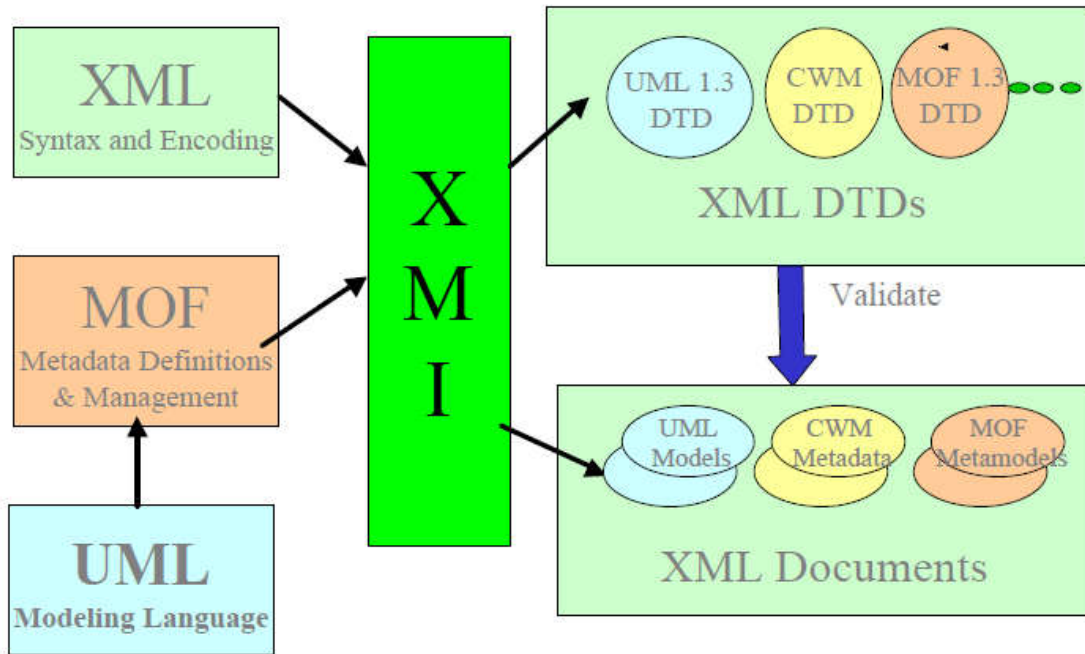 XML
Syntax and Encoding
MOF
Metadata Definitions
& Management
UML
Modeling Language
X
M
I
UML 1.3
DTD
CWM
DTD
MOF 1.3
DTD
XML DTDs
Validate
UML
Models
CWM
Metadata
MOF
Metamodels
XML Documents